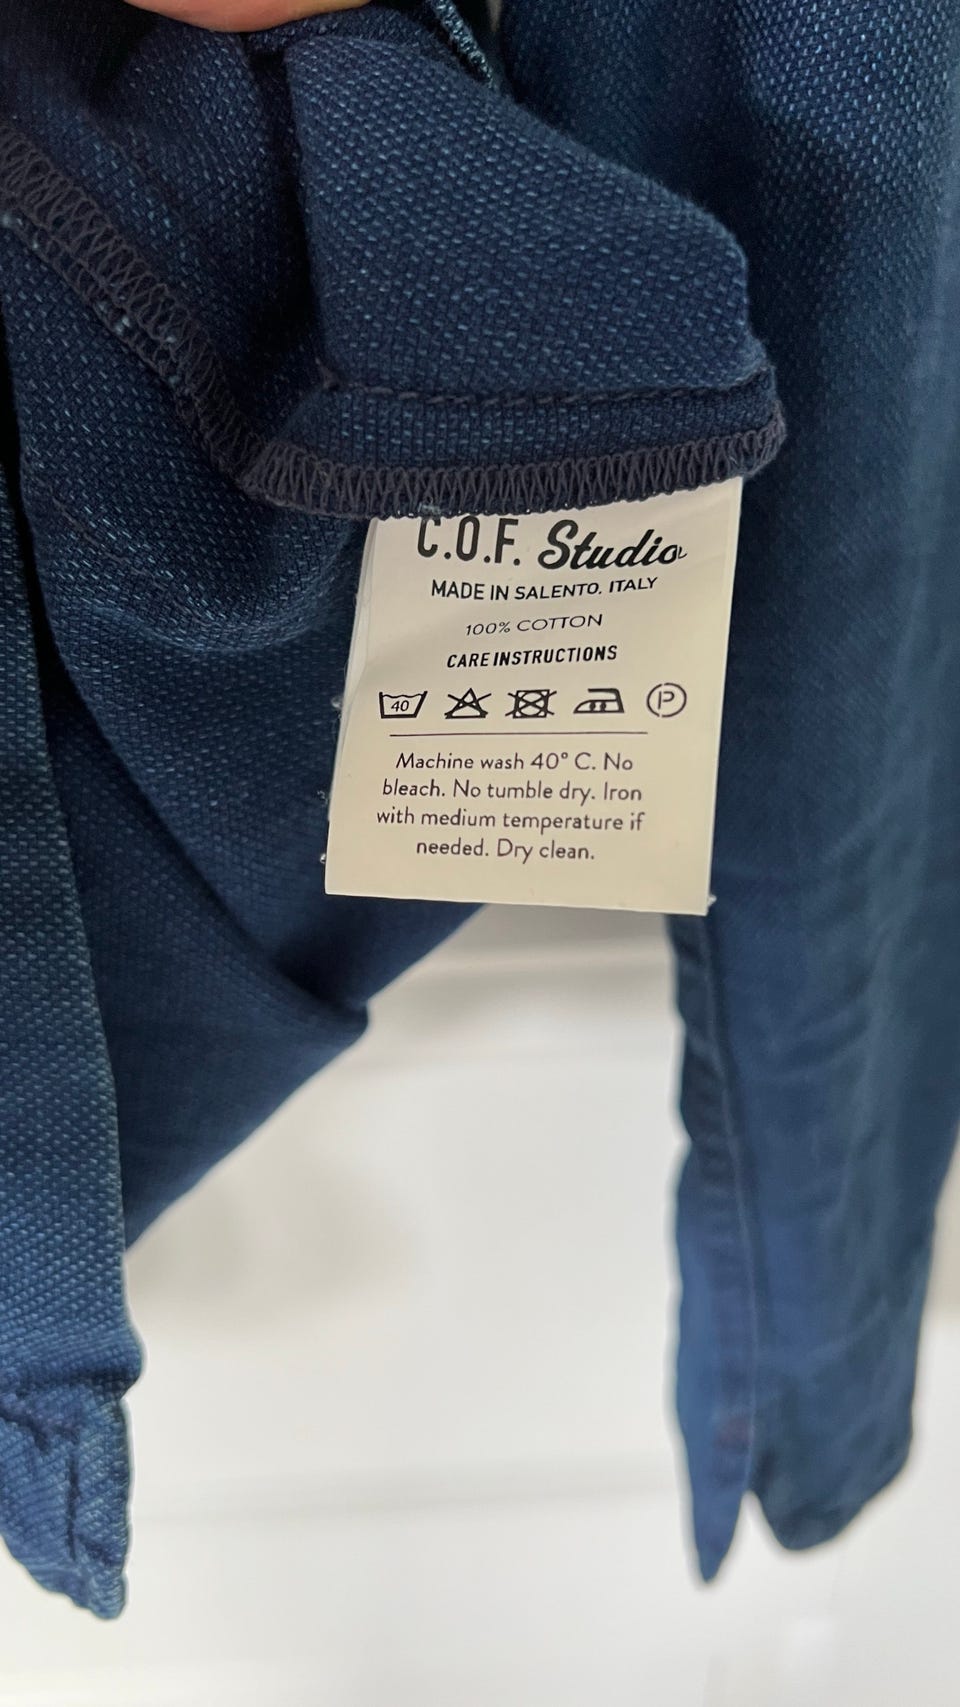 C.O.F. Studio
MADE IN SALENTO, ITALY
100% COTTON
CARE INSTRUCTIONS
40 P
Machine wash 40° C. No
bleach. No tumble dry. Iron
with medium temperature if
needed. Dry clean.